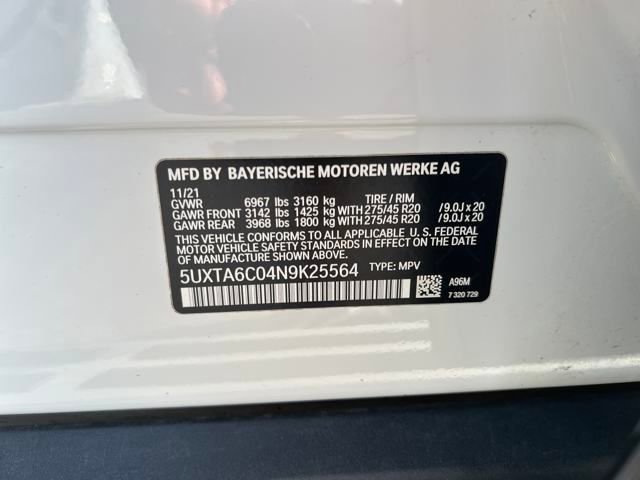 MFD BY BAYERISCHE MOTOREN WERKE AG
11/21
GVWR 6967 lbs 3160 kg TIRE / RIM
GAWR FRONT 3142 lbs 1425 kg WITH 275/45 R20 /9.0J x 20
GAWR REAR 3968 lbs 1800 kg WITH 275/45 R20 /9.0J x 20
THIS VEHICLE CONFORMS TO ALL APPLICABLE U.S. FEDERAL MOTOR
VEHICLE SAFETY STANDARDS IN EFFECT ON THE DATE OF
MANUFACTURE SHOWN ABOVE.
5UXTA6C04N9K25564 TYPE: MPV
A96M
7 320 729